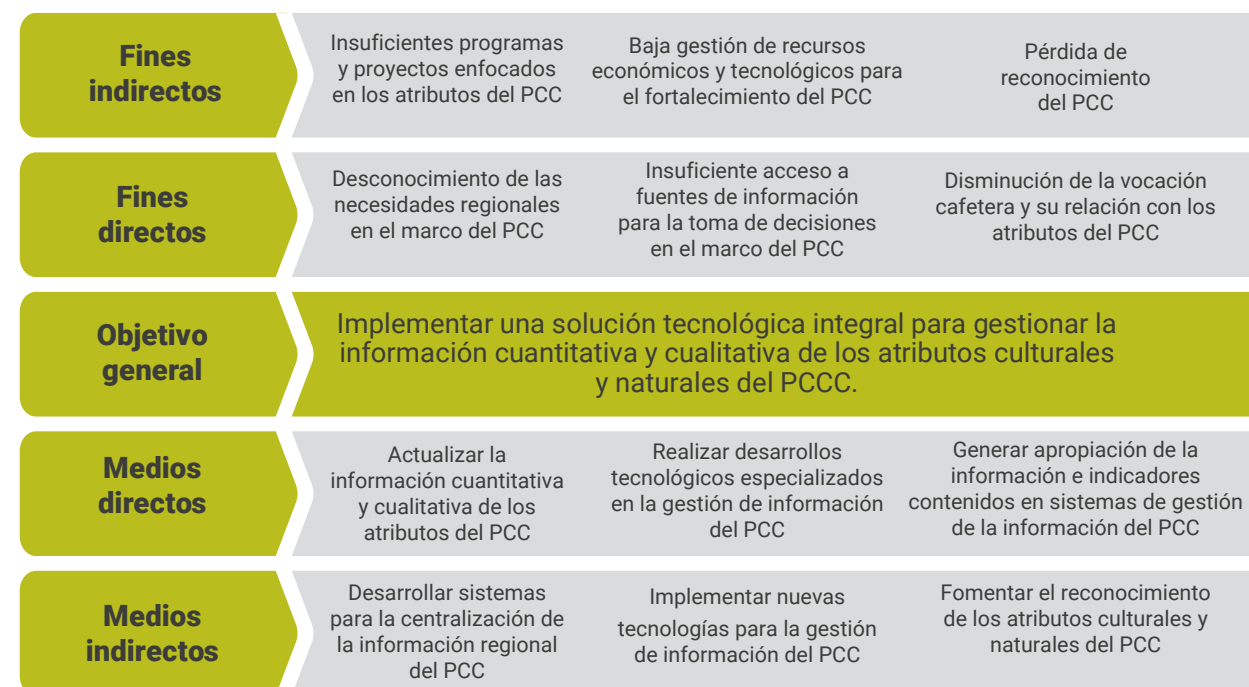 Fines
indirectos
Insuficientes programas
y proyectos enfocados
en los atributos del PCC
Baja gestión de recursos
económicos y tecnológicos para
el fortalecimiento del PCC
Pérdida de
reconocimiento
del PCC
Fines
directos
Desconocimiento de las
necesidades regionales
en el marco del PCC
Insuficiente acceso a
fuentes de información
para la toma de decisiones
en el marco del PCC
Disminución de la vocación
cafetera y su relación con los
atributos del PCC
Objetivo
general
Implementar una solución tecnológica integral para gestionar la
información cuantitativa y cualitativa de los atributos culturales
y naturales del PCCC.
Medios
directos
Actualizar la
información cuantitativa
y cualitativa de los
atributos del PCC
Realizar desarrollos
tecnológicos especializados
en la gestión de información
del PCC
Generar apropiación de la
información e indicadores
contenidos en sistemas de gestión
de la información del PCC
Medios
indirectos
Desarrollar sistemas
para la centralización de
la información regional
del PCC
Implementar nuevas
tecnologías para la gestión
de información del PCC
Fomentar el reconocimiento
de los atributos culturales y
naturales del PCC